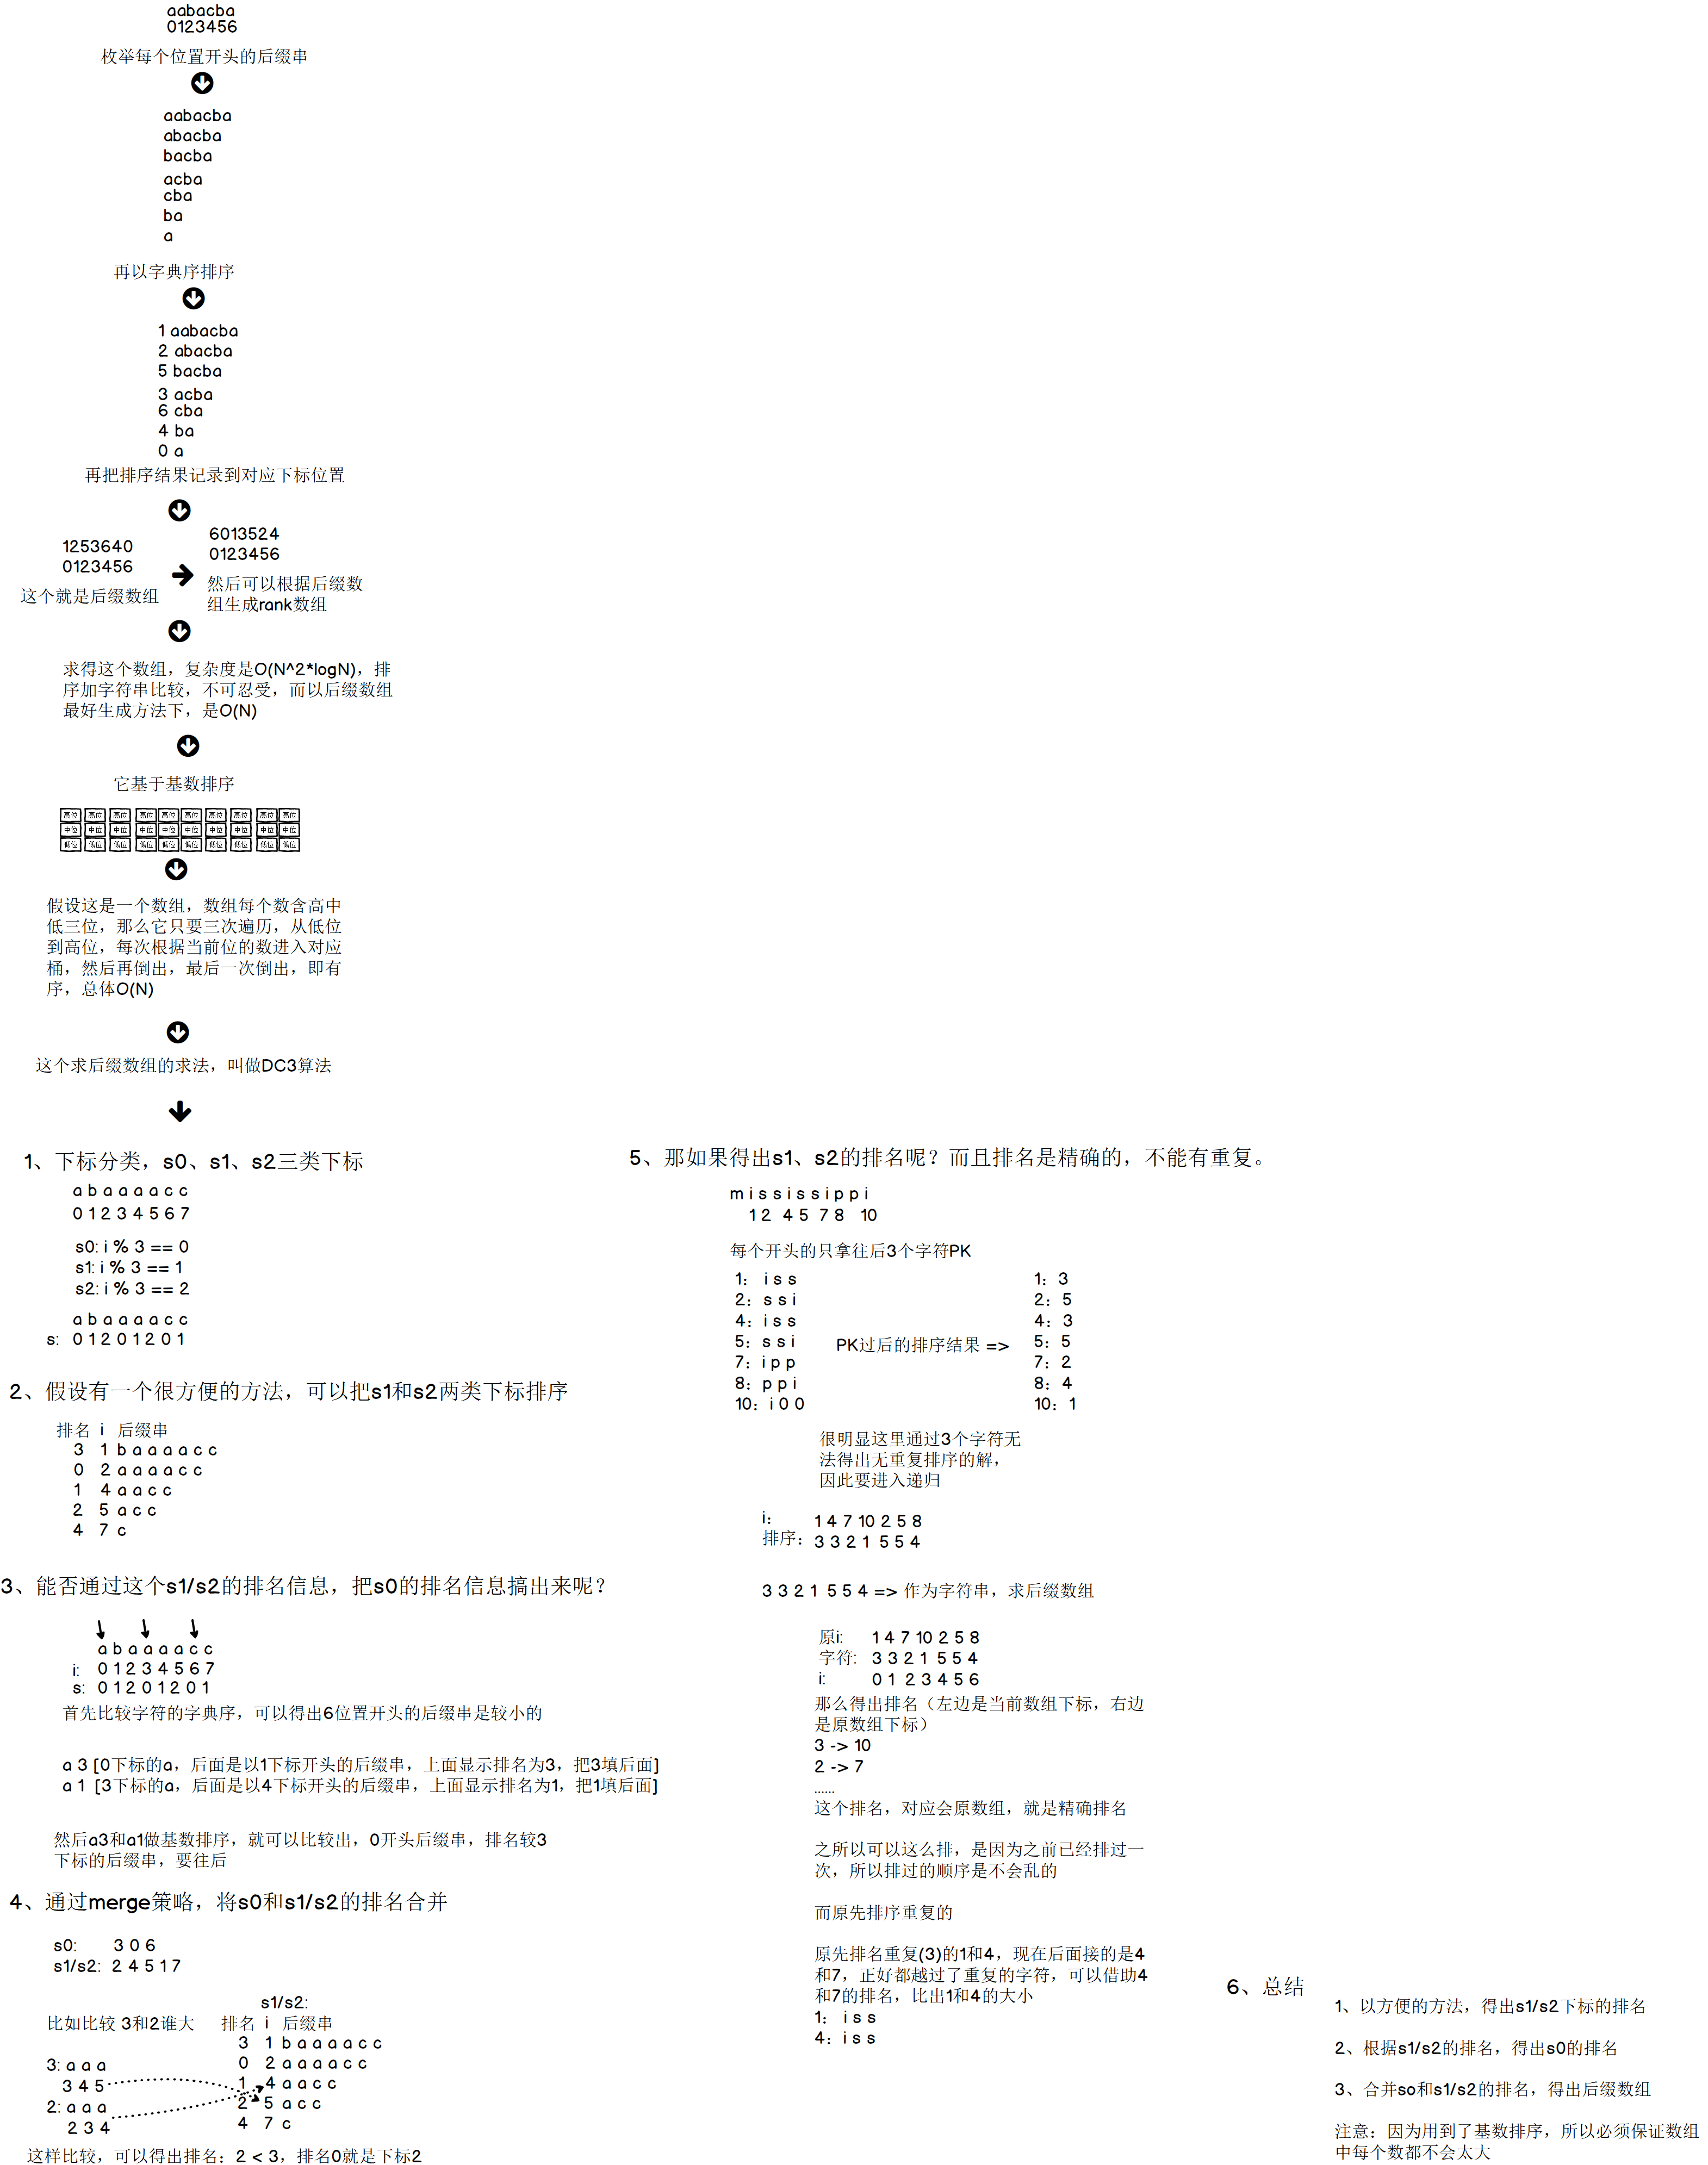 aabacba
0123456
枚举每个位置开头的后缀串
aabacba
abacba
bacba
acba
cba
ba
a
再以字典序排序
1 aabacba
2 abacba
5 bacba
3 acba
6 cba
4 ba
0 a
再把排序结果记录到对应下标位置
1253640
0123456
这个就是后缀数组
6013524
0123456
然后可以根据后缀数
组生成rank数组
求得这个数组，复杂度是O(N^2*logN)，排
序加字符串比较，不可忍受，而以后缀数组
最好生成方法下，是O(N)
它基于基数排序
高位 高位 高位 高位 高位 高位 高位 高位 高位 高位
中位 中位 中位 中位 中位 中位 中位 中位 中位 中位
低位 低位 低位 低位 低位 低位 低位 低位 低位 低位
假设这是一个数组，数组每个数含高中
低三位，那么它只要三次遍历，从低位
到高位，每次根据当前位的数进入对应
桶，然后再倒出，最后一次倒出，即有
序，总体O(N)
这个求后缀数组的求法，叫做DC3算法
1、下标分类，s0、s1、s2三类下标
a b a a a a c c
0 1 2 3 4 5 6 7
s0: i % 3 == 0
s1: i % 3 == 1
s2: i % 3 == 2
a b a a a a c c
s: 0 1 2 0 1 2 0 1
2、假设有一个很方便的方法，可以把s1和s2两类下标排序
排名 i 后缀串
3 1 b a a a a c c
0 2 a a a a c c
1 4 a a c c
2 5 a c c
4 7 c
3、能否通过这个s1/s2的排名信息，把s0的排名信息搞出来呢？
a b a a a a c c
i: 0 1 2 3 4 5 6 7
s: 0 1 2 0 1 2 0 1
首先比较字符的字典序，可以得出6位置开头的后缀串是较小的
a 3 [0下标的a，后面是以1下标开头的后缀串，上面显示排名为3，把3填后面]
a 1 [3下标的a，后面是以4下标开头的后缀串，上面显示排名为1，把1填后面]
然后a3和a1做基数排序，就可以比较出，0开头后缀串，排名较3
下标的后缀串，要往后
4、通过merge策略，将s0和s1/s2的排名合并
s0: 3 0 6
s1/s2: 2 4 5 1 7
比如比较 3和2谁大
3: a a a
3 4 5
2: a a a
2 3 4
s1/s2:
排名 i 后缀串
3 1 b a a a a c c
0 2 a a a a c c
1 4 a a c c
2 5 a c c
4 7 c
这样比较，可以得出排名：2 < 3，排名0就是下标2
5、那如果得出s1、s2的排名呢？而且排名是精确的，不能有重复。
m i s s i s s i p p i
1 2 4 5 7 8 10
每个开头的只拿往后3个字符PK
1： i s s
2： s s i
4： i s s
5： s s i
7： i p p
8： p p i
10： i 0 0
PK过后的排序结果 =>
1： 3
2： 5
4： 3
5： 5
7： 2
8： 4
10： 1
很明显这里通过3个字符无
法得出无重复排序的解，
因此要进入递归
i： 1 4 7 10 2 5 8
排序： 3 3 2 1 5 5 4
3 3 2 1 5 5 4 => 作为字符串，求后缀数组
原i: 1 4 7 10 2 5 8
字符: 3 3 2 1 5 5 4
i: 0 1 2 3 4 5 6
那么得出排名（左边是当前数组下标，右边
是原数组下标）
3 -> 10
2 -> 7
......
这个排名，对应会原数组，就是精确排名
之所以可以这么排，是因为之前已经排过一
次，所以排过的顺序是不会乱的
而原先排序重复的
原先排名重复(3)的1和4，现在后面接的是4
和7，正好都越过了重复的字符，可以借助4
和7的排名，比出1和4的大小
1： i s s
4： i s s
6、总结
1、以方便的方法，得出s1/s2下标的排名
2、根据s1/s2的排名，得出s0的排名
3、合并so和s1/s2的排名，得出后缀数组
注意：因为用到了基数排序，所以必须保证数组
中每个数都不会太大